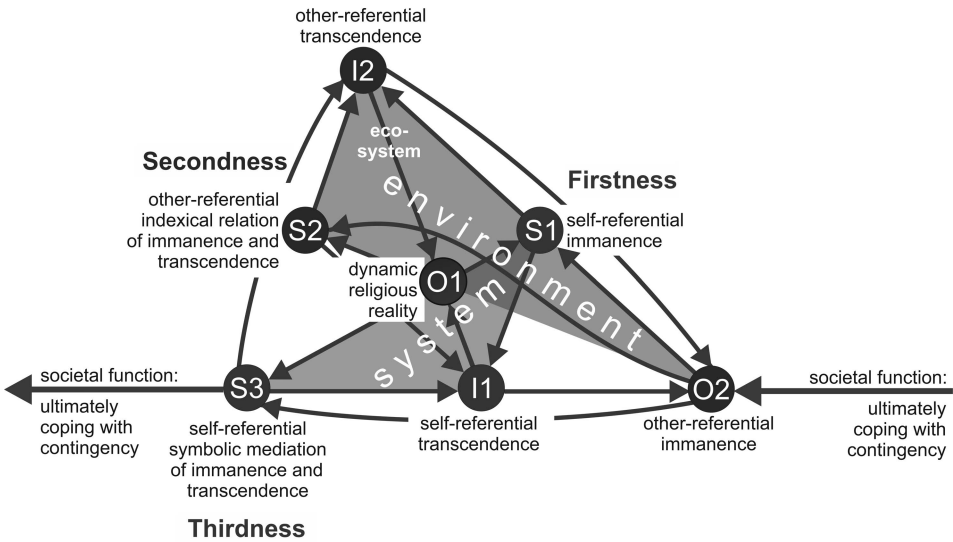 other-referential
transcendence
I2
eco-
system
Secondness
Firstness
other-referential
indexical relation
of immanence and
transcendence
S2
environment
S1
self-referential
immanence
dynamic
religious
reality
O1
system
societal function:
ultimately
coping with
contingency
S3
I1
O2
societal function:
ultimately
coping with
contingency
self-referential
symbolic mediation
of immanence and
transcendence
self-referential
transcendence
other-referential
immanence
Thirdness